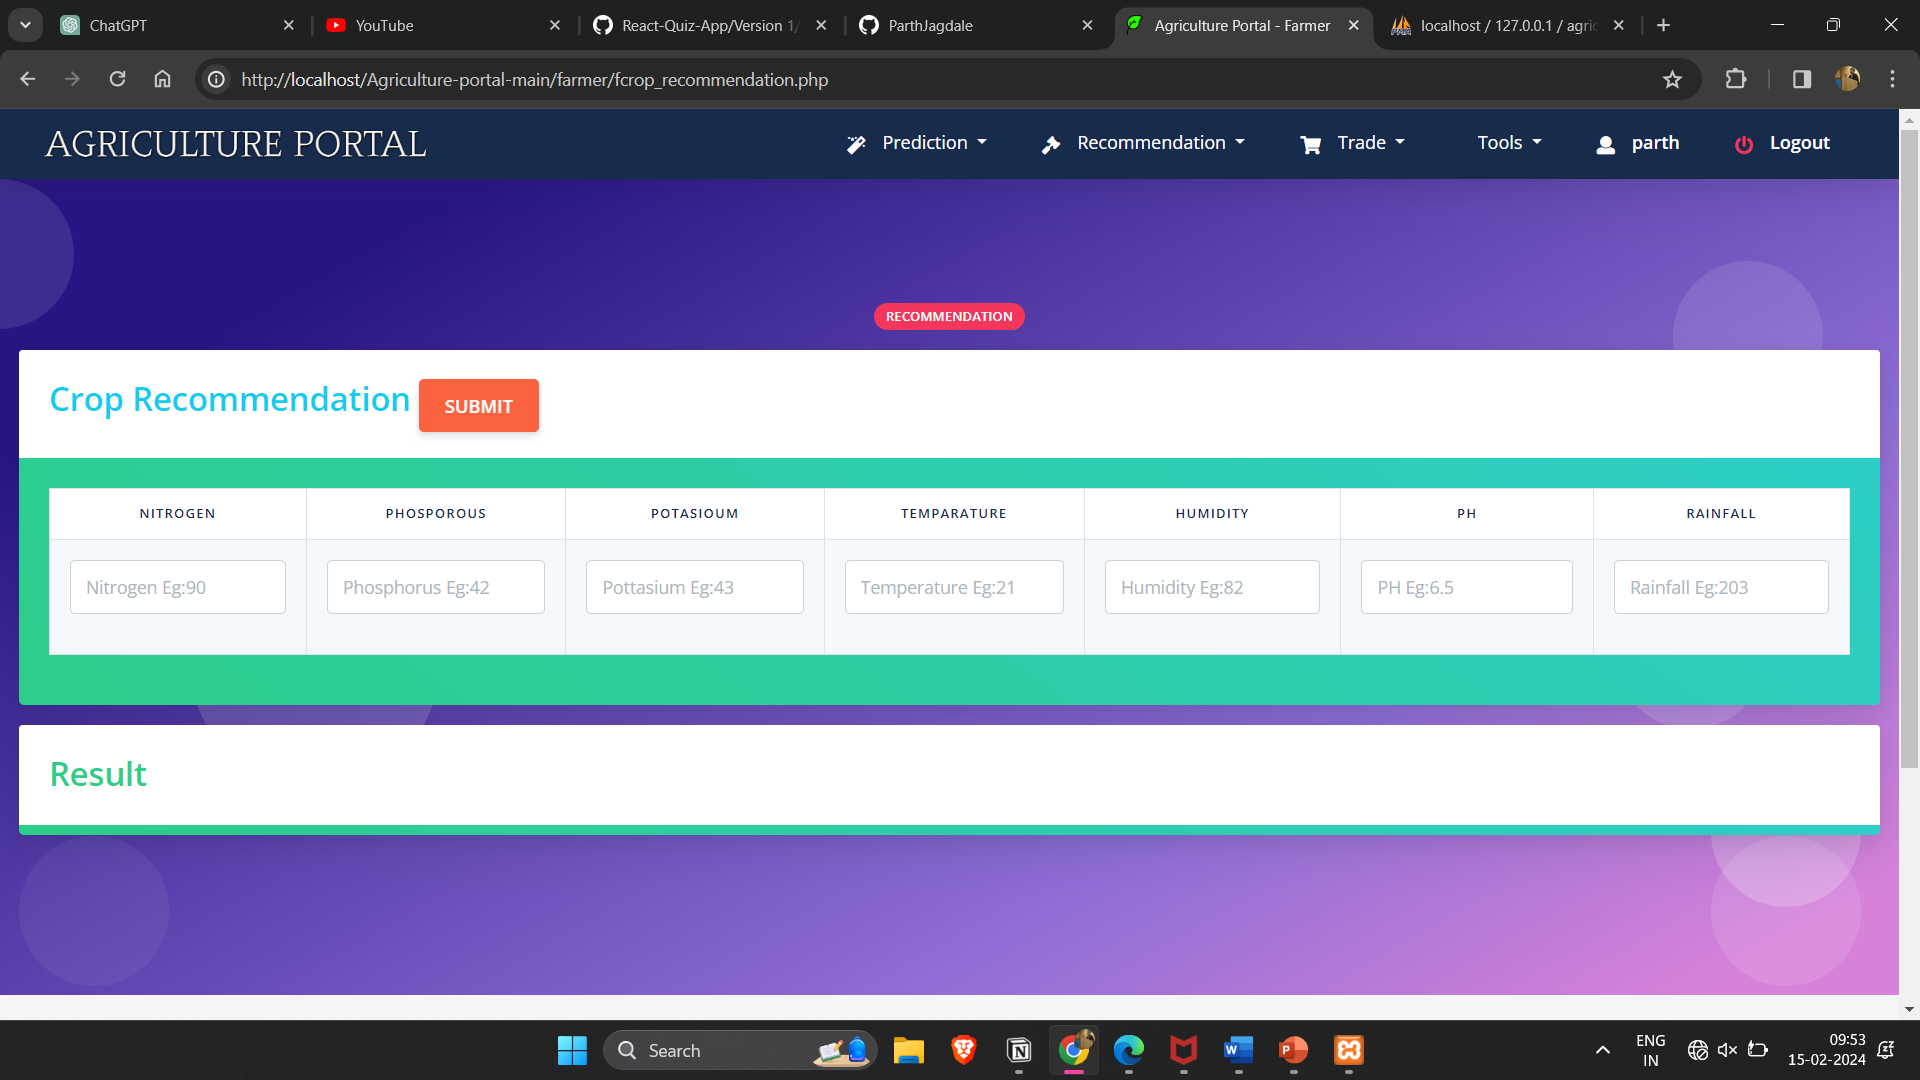 ChatGPT
YouTube
React-Quiz-App/Version 1/
ParthJagdale
Agriculture Portal - Farmer
localhost / 127.0.0.1 / agric
http://localhost/Agriculture-portal-main/farmer/fcrop_recommendation.php
AGRICULTURE PORTAL
Prediction
Recommendation
Trade
Tools
parth
Logout
RECOMMENDATION
Crop Recommendation
SUBMIT
NITROGEN PHOSPOROUS POTASIOUM TEMPARATURE HUMIDITY PH RAINFALL
Nitrogen Eg:90 Phosphorus Eg:42 Pottasium Eg:43 Temperature Eg:21 Humidity Eg:82 PH Eg:6.5 Rainfall Eg:203
Result
Search
ENG
IN
09:53
15-02-2024